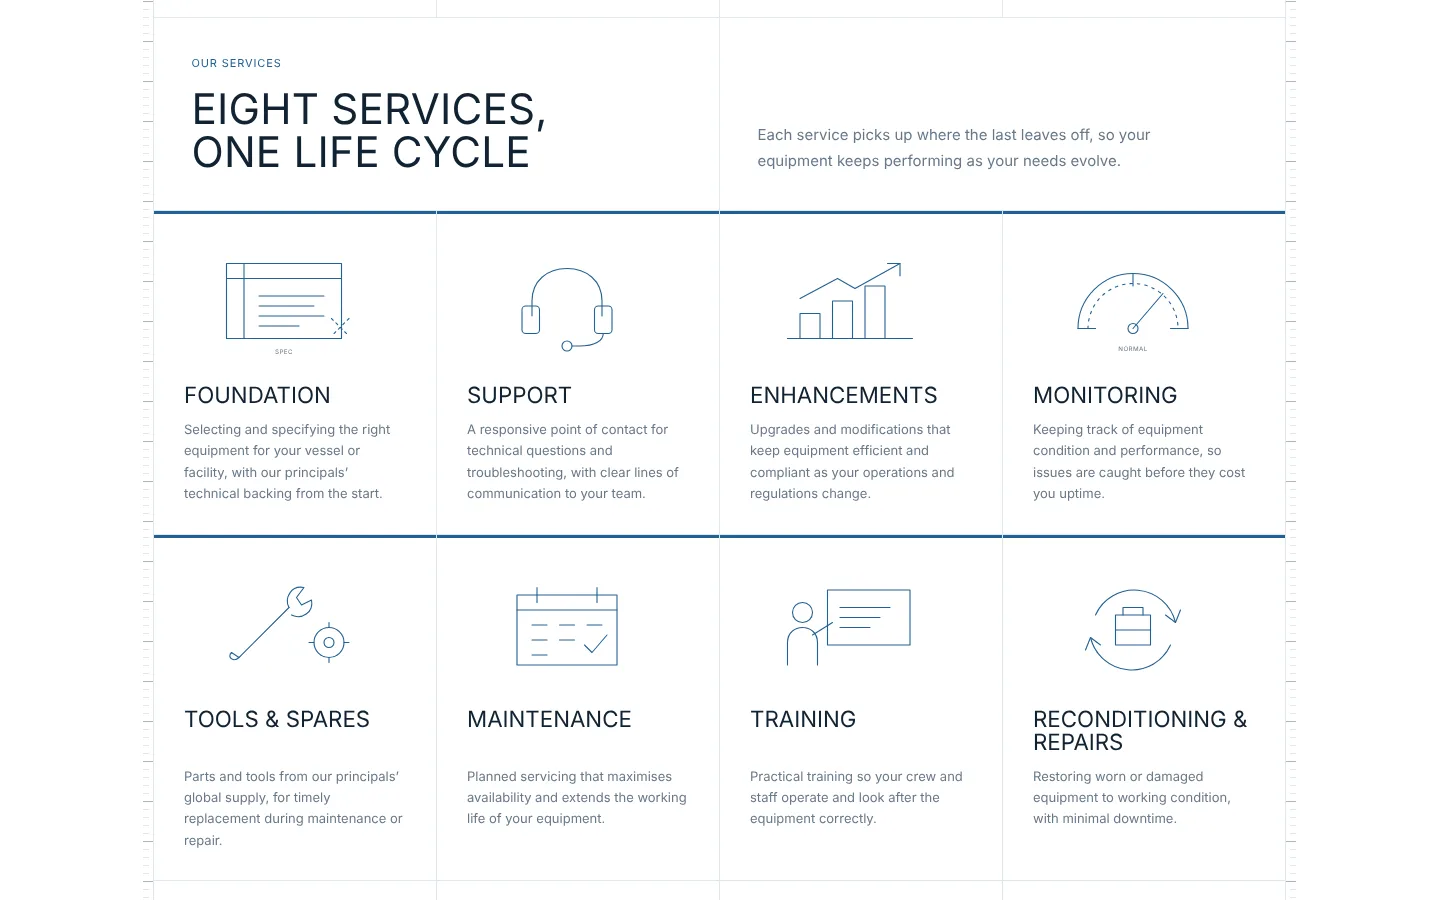 OUR SERVICES
EIGHT SERVICES,
ONE LIFE CYCLE
Each service picks up where the last leaves off, so your
equipment keeps performing as your needs evolve.
SPEC
FOUNDATION
Selecting and specifying the right
equipment for your vessel or
facility, with our principals’
technical backing from the start.
SUPPORT
A responsive point of contact for
technical questions and
troubleshooting, with clear lines of
communication to your team.
ENHANCEMENTS
Upgrades and modifications that
keep equipment efficient and
compliant as your operations and
regulations change.
NORMAL
MONITORING
Keeping track of equipment
condition and performance, so
issues are caught before they cost
you uptime.
TOOLS & SPARES
Parts and tools from our principals’
global supply, for timely
replacement during maintenance or
repair.
MAINTENANCE
Planned servicing that maximises
availability and extends the working
life of your equipment.
TRAINING
Practical training so your crew and
staff operate and look after the
equipment correctly.
RECONDITIONING &
REPAIRS
Restoring worn or damaged
equipment to working condition,
with minimal downtime.